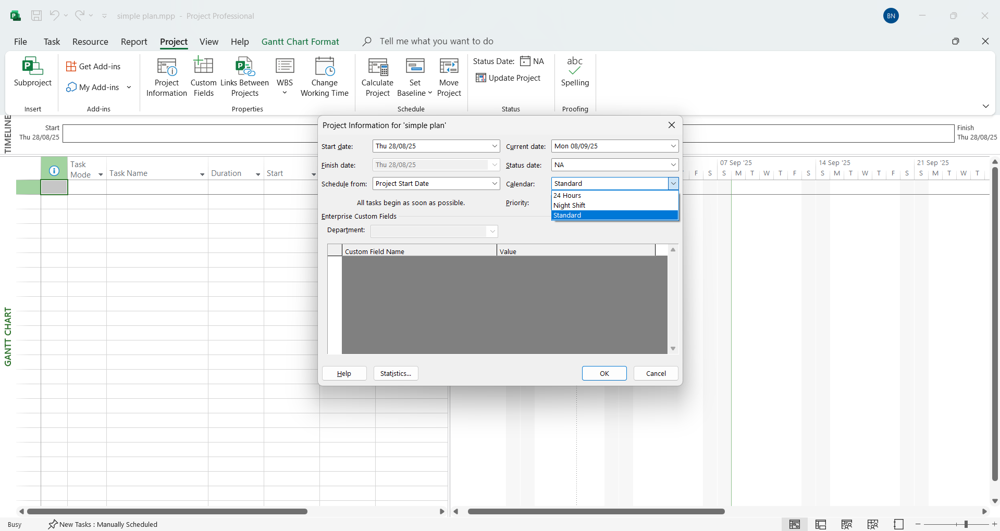 simple plan.mpp - Project Professional
BN
File Task Resource Report Project View Help Gantt Chart Format Tell me what you want to do
Subproject
Insert
Get Add-ins
My Add-ins
Add-ins
Project Information
Custom Fields
Links Between Projects
WBS
Change Working Time
Properties
Calculate Project
Set Baseline
Move Project
Schedule
Status Date: NA
Update Project
Status
abc
Spelling
Proofing
TIMELINE
Start
Thu 28/08/25
Finish
Thu 28/08/25
Project Information for 'simple plan'
Start date: Thu 28/08/25 Current date: Mon 08/09/25
Finish date: Thu 28/08/25 Status date: NA
Schedule from: Project Start Date Calendar: Standard
24 Hours
Night Shift
Standard
All tasks begin as soon as possible. Priority:
Enterprise Custom Fields
Department:
Custom Field Name Value
Help Statistics... OK Cancel
Task Mode Task Name Duration Start
07 Sep '25 14 Sep '25 21 Sep '25
F S S M T W T F S S M T W T F S S M T W T
GANTT CHART
Busy New Tasks : Manually Scheduled